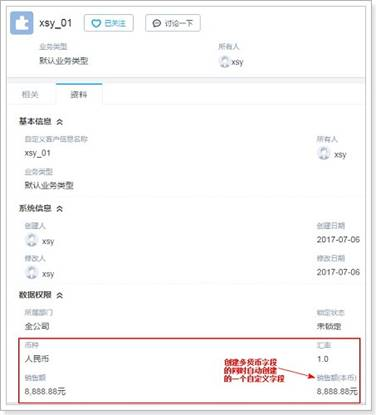 xsy_01 已关注 讨论一下
业务类型 所有人
默认业务类型 xsy
相关 资料
基本信息
自定义客户信息名称 所有人
xsy_01 xsy
业务类型
默认业务类型
系统信息
创建人 创建日期
xsy 2017-07-06
修改人 修改日期
xsy 2017-07-06
数据权限
所属部门 锁定状态
全公司 未锁定
币种 汇率
人民币 1.0
创建多货币字段
的同时自动创建
的一个自定义字段
销售额 销售额(本币)
8,888.88元 8,888.88元